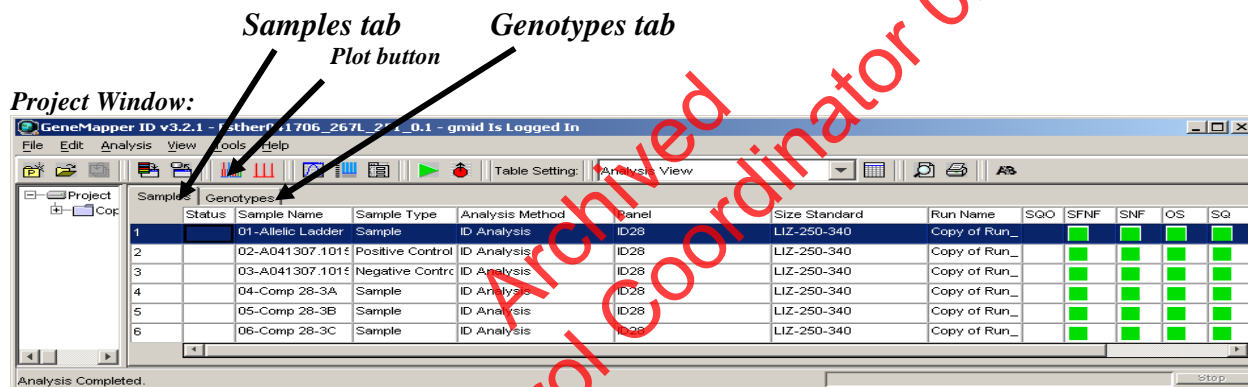 Samples tab Genotypes tab
Plot button
Project Window:
GeneMapper ID v3.2.1 - gmid Is Logged In
File Edit Analysis View Tools Help
Table Setting: Analysis View
Project Samples Genotypes
Cop
Status Sample Name Sample Type Analysis Method Panel Size Standard Run Name SQO SFNF SNF OS SQ
1 01-Allelic Ladder Sample ID Analysis ID28 LIZ-250-340 Copy of Run_
2 02-A041307.1015 Positive Control ID Analysis ID28 LIZ-250-340 Copy of Run_
3 03-A041307.1015 Negative Contrc ID Analysis ID28 LIZ-250-340 Copy of Run_
4 04-Comp 28-3A Sample ID Analysis ID28 LIZ-250-340 Copy of Run_
5 05-Comp 28-3B Sample ID Analysis ID28 LIZ-250-340 Copy of Run_
6 06-Comp 28-3C Sample ID Analysis ID28 LIZ-250-340 Copy of Run_
Analysis Completed. Stop
Archived
rol Coordinator